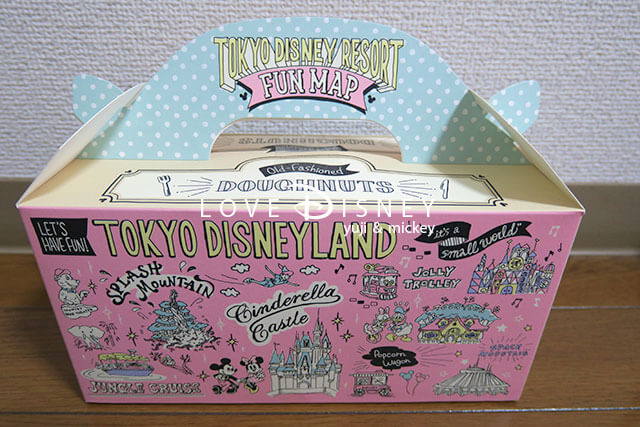 TOKYO DISNEY RESORT
FUN MAP
DOUGHNUTS
Old-Fashioned
DOUGHNUTS
LOVE DISNEY
yuji & mickey
LET'S
HAVE FUN!
TOKYO DISNEYLAND
"it's a
small world"
SPLASH
MOUNTAIN
JOLLY
TROLLEY
Cinderella
Castle
Popcorn
Wagon
SPACE
MOUNTAIN
JUNGLE CRUISE